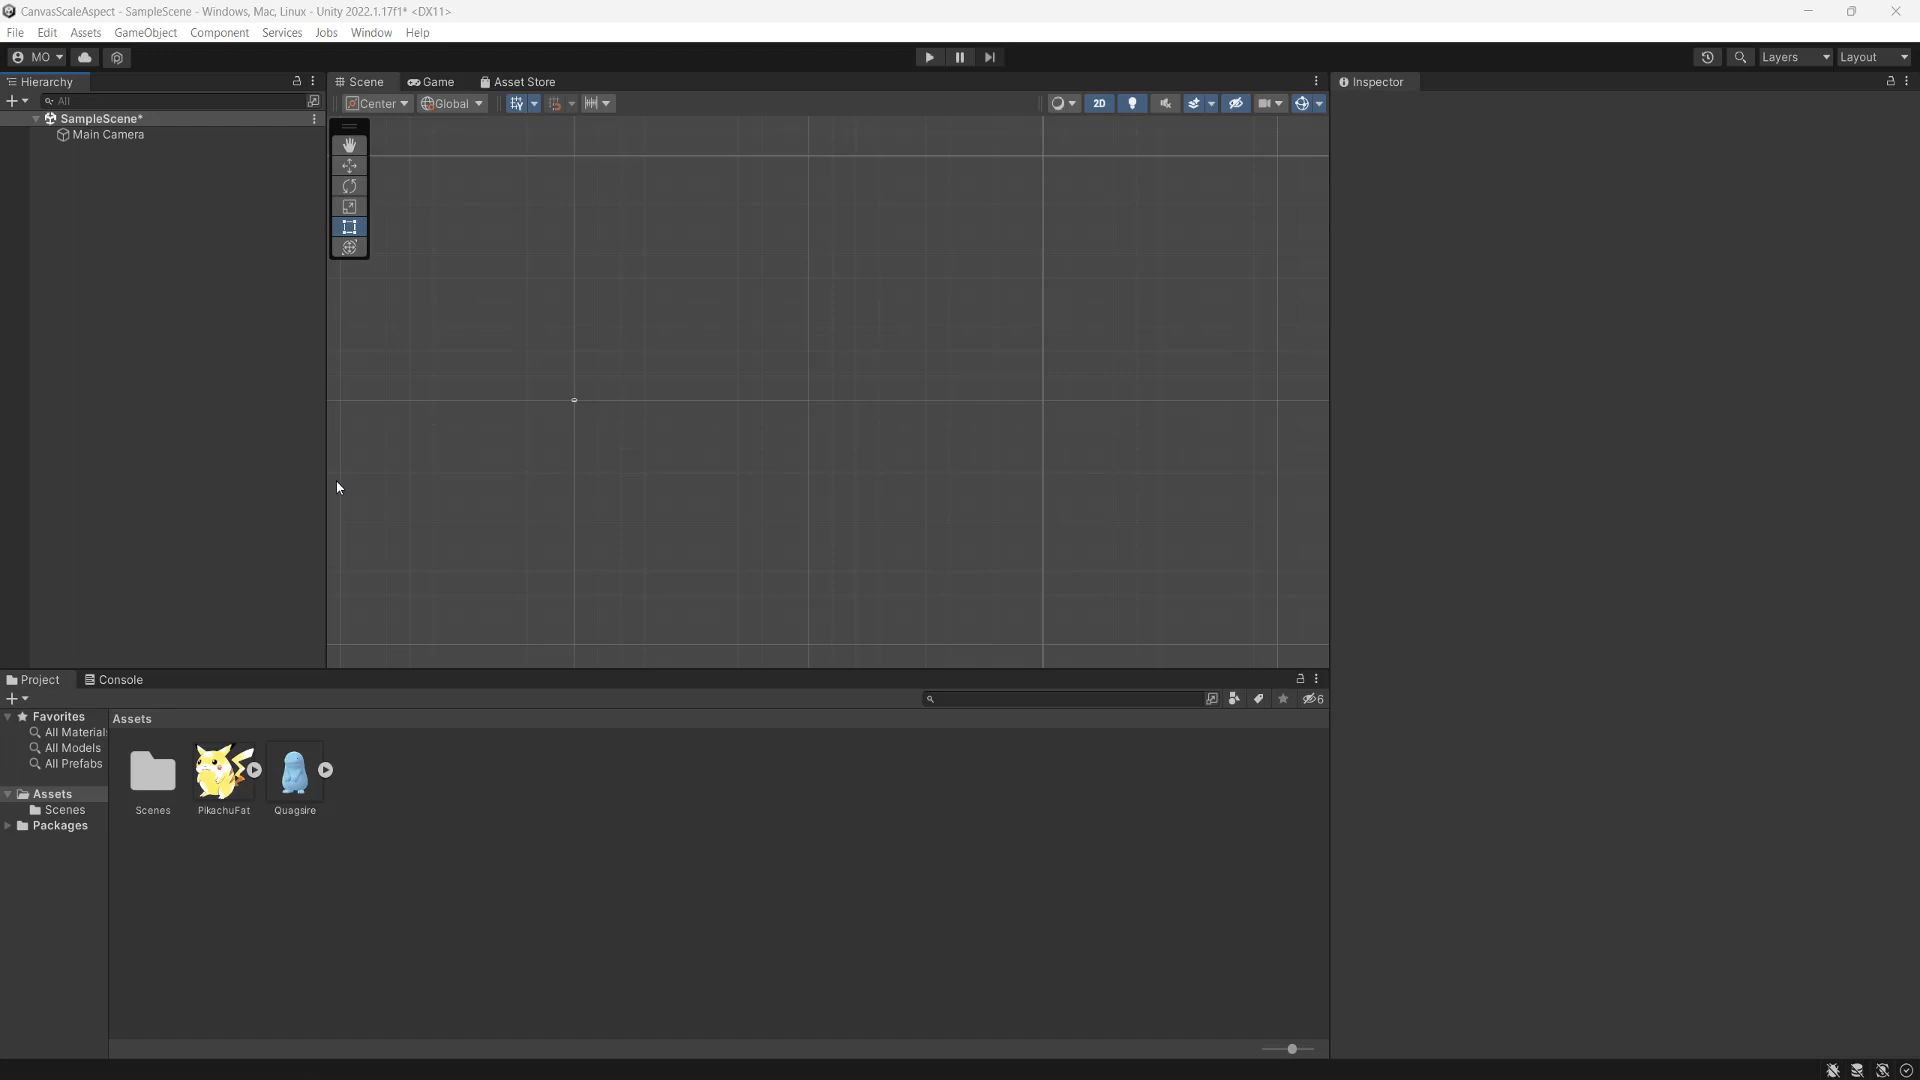 CanvasScaleAspect - SampleScene - Windows, Mac, Linux - Unity 2022.1.17f1* <DX11>
File Edit Assets GameObject Component Services Jobs Window Help
MO Layers Layout
Hierarchy Scene Game Asset Store Inspector
All Center Global 2D
SampleScene*
Main Camera
Project Console
6
Favorites Assets
All Material
All Models
All Prefabs
Assets
Scenes
Packages
Scenes PikachuFat Quagsire